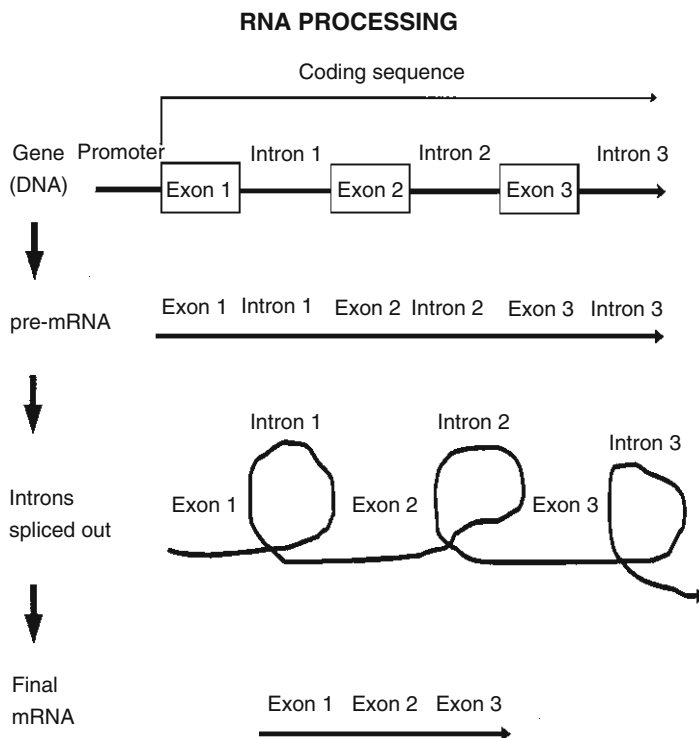 RNA PROCESSING
Coding sequence
Gene
(DNA)
Promoter
Intron 1
Intron 2
Intron 3
Exon 1
Exon 2
Exon 3
pre-mRNA
Exon 1 Intron 1 Exon 2 Intron 2 Exon 3 Intron 3
Intron 1
Intron 2
Intron 3
Introns
spliced out
Exon 1
Exon 2
Exon 3
Final
mRNA
Exon 1 Exon 2 Exon 3